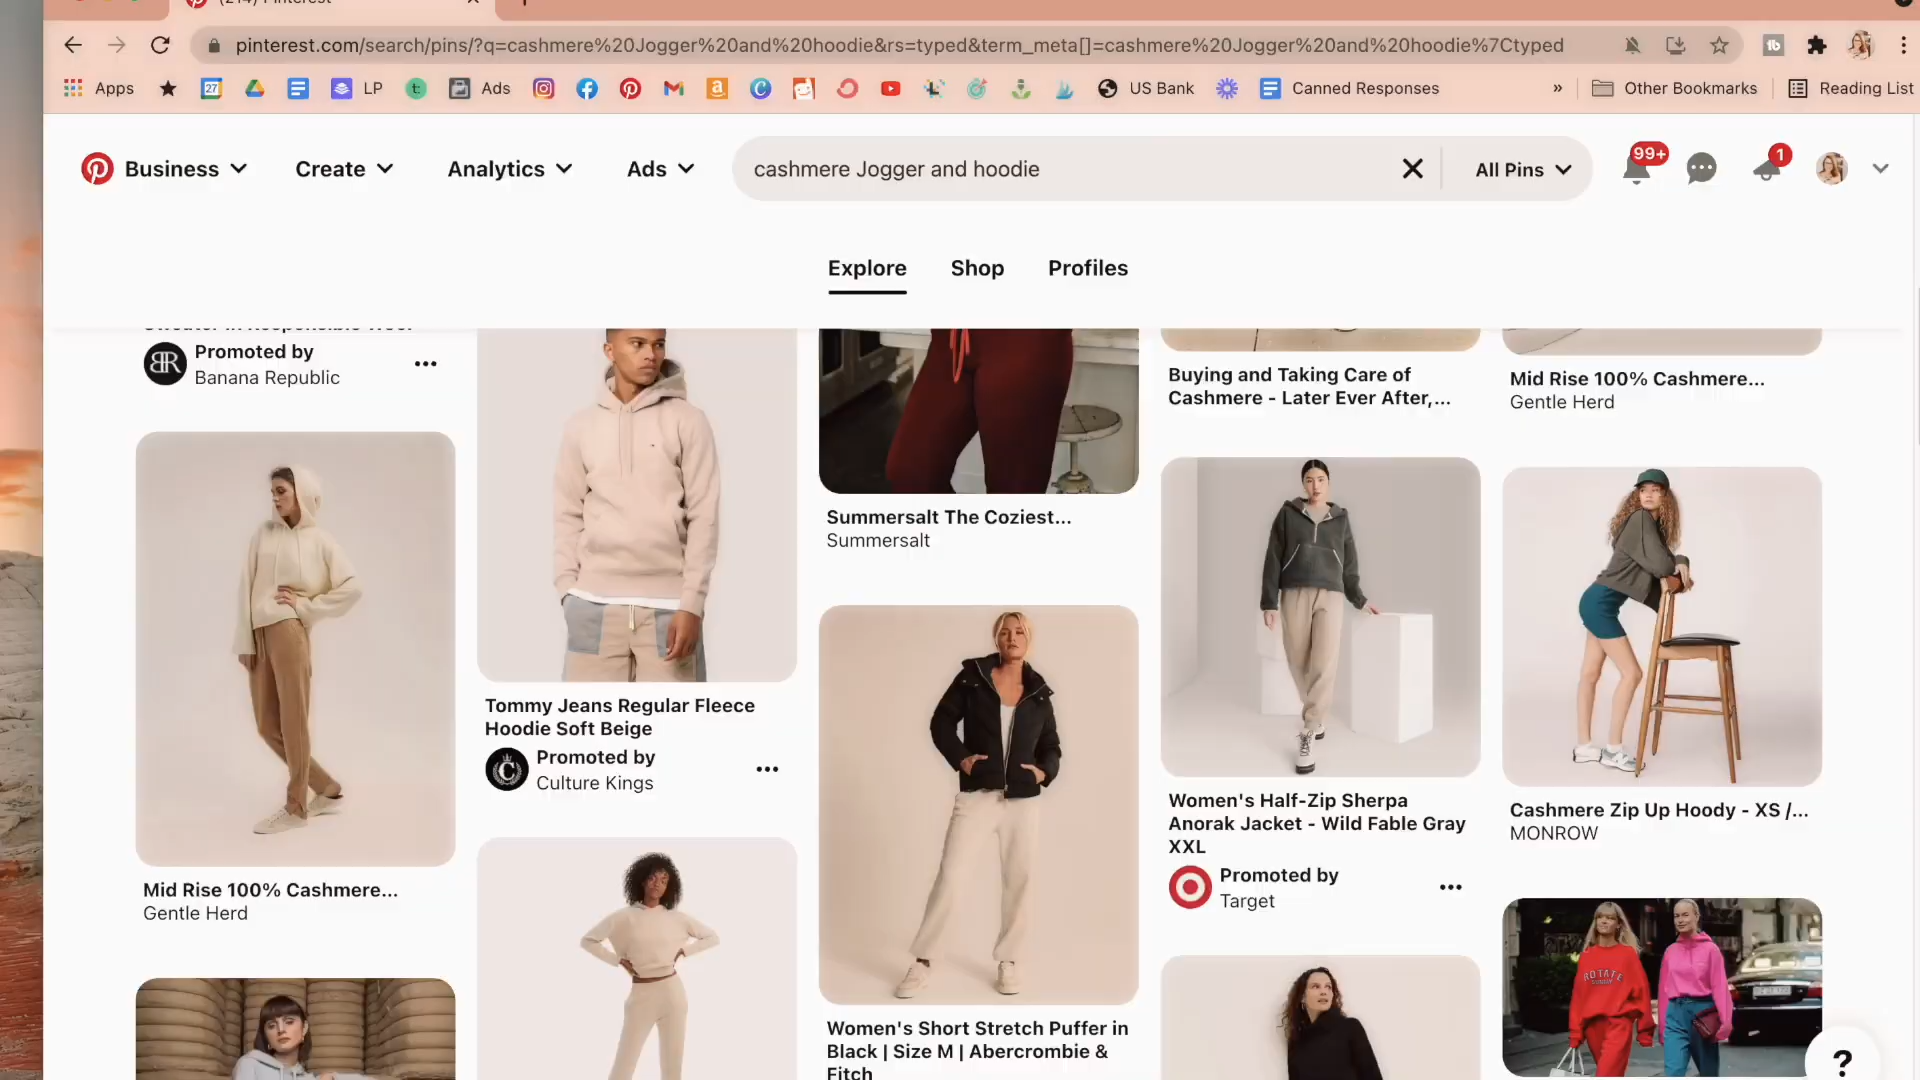 pinterest.com/search/pins/?q=cashmere%20Jogger%20and%20hoodie&rs=typed&term_meta[]=cashmere%20Jogger%20and%20hoodie%7Ctyped
Apps
27
LP
Ads
US Bank
Canned Responses
»
Other Bookmarks
Reading List
Business
Create
Analytics
Ads
cashmere Jogger and hoodie
All Pins
99+
1
Explore
Shop
Profiles
Promoted by
Banana Republic
Mid Rise 100% Cashmere...
Gentle Herd
Tommy Jeans Regular Fleece
Hoodie Soft Beige
Promoted by
Culture Kings
Summersalt The Coziest...
Summersalt
Women's Short Stretch Puffer in
Black | Size M | Abercrombie &
Fitch
Buying and Taking Care of
Cashmere - Later Ever After,...
Women's Half-Zip Sherpa
Anorak Jacket - Wild Fable Gray
XXL
Promoted by
Target
Mid Rise 100% Cashmere...
Gentle Herd
Cashmere Zip Up Hoody - XS /...
MONROW
ROTATE
?